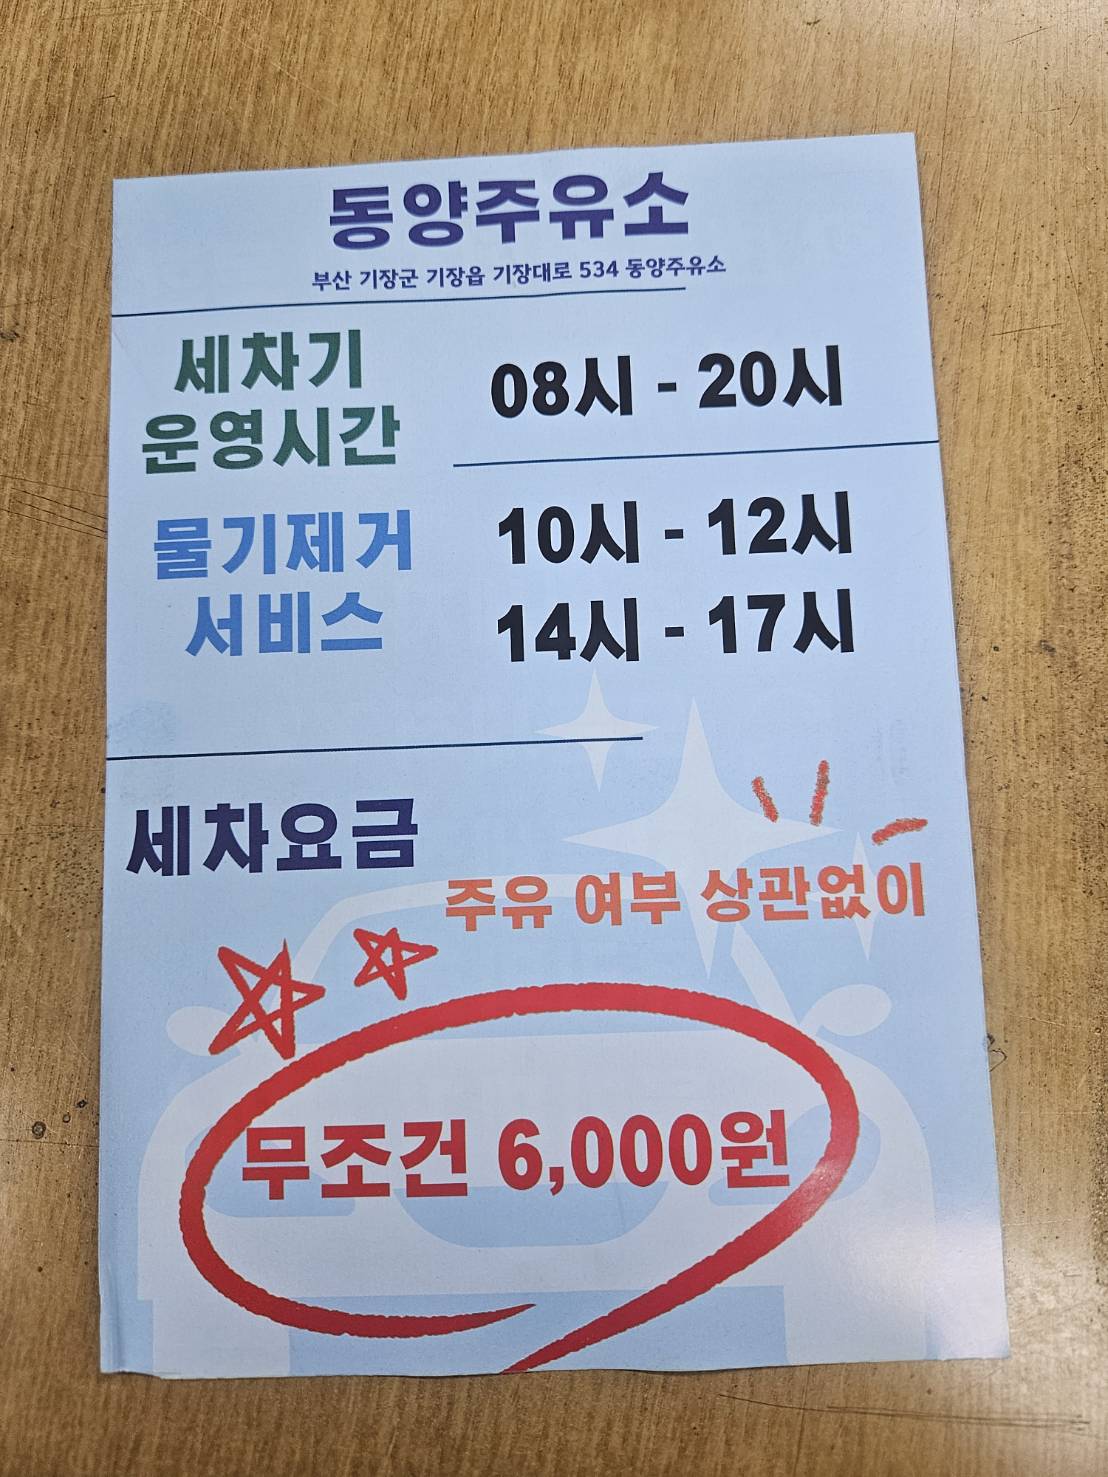 동양주유소
부산 기장군 기장읍 기장대로 534 동양주유소
세차기
운영시간
08시 - 20시
물기제거
서비스
10시 - 12시
14시 - 17시
세차요금
주유 여부 상관없이
무조건 6,000원